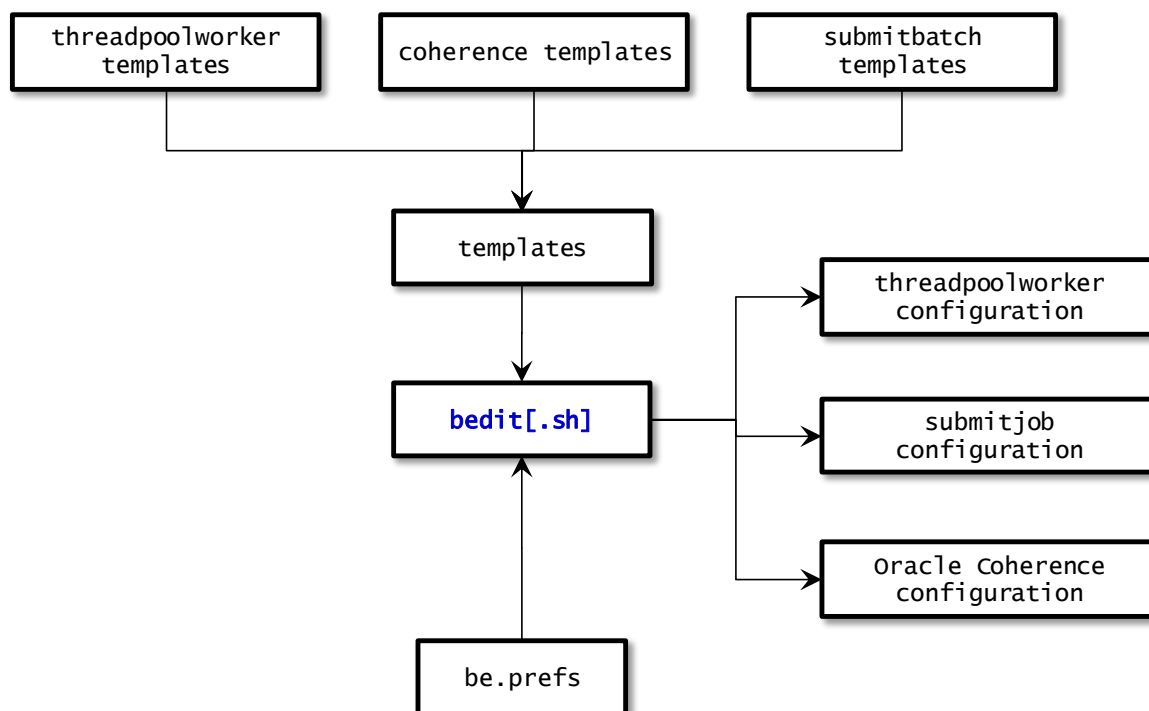 threadpoolworker
templates
coherence templates
submitbatch
templates
templates
threadpoolworker
configuration
bedit[.sh]
submitjob
configuration
Oracle Coherence
configuration
be.prefs